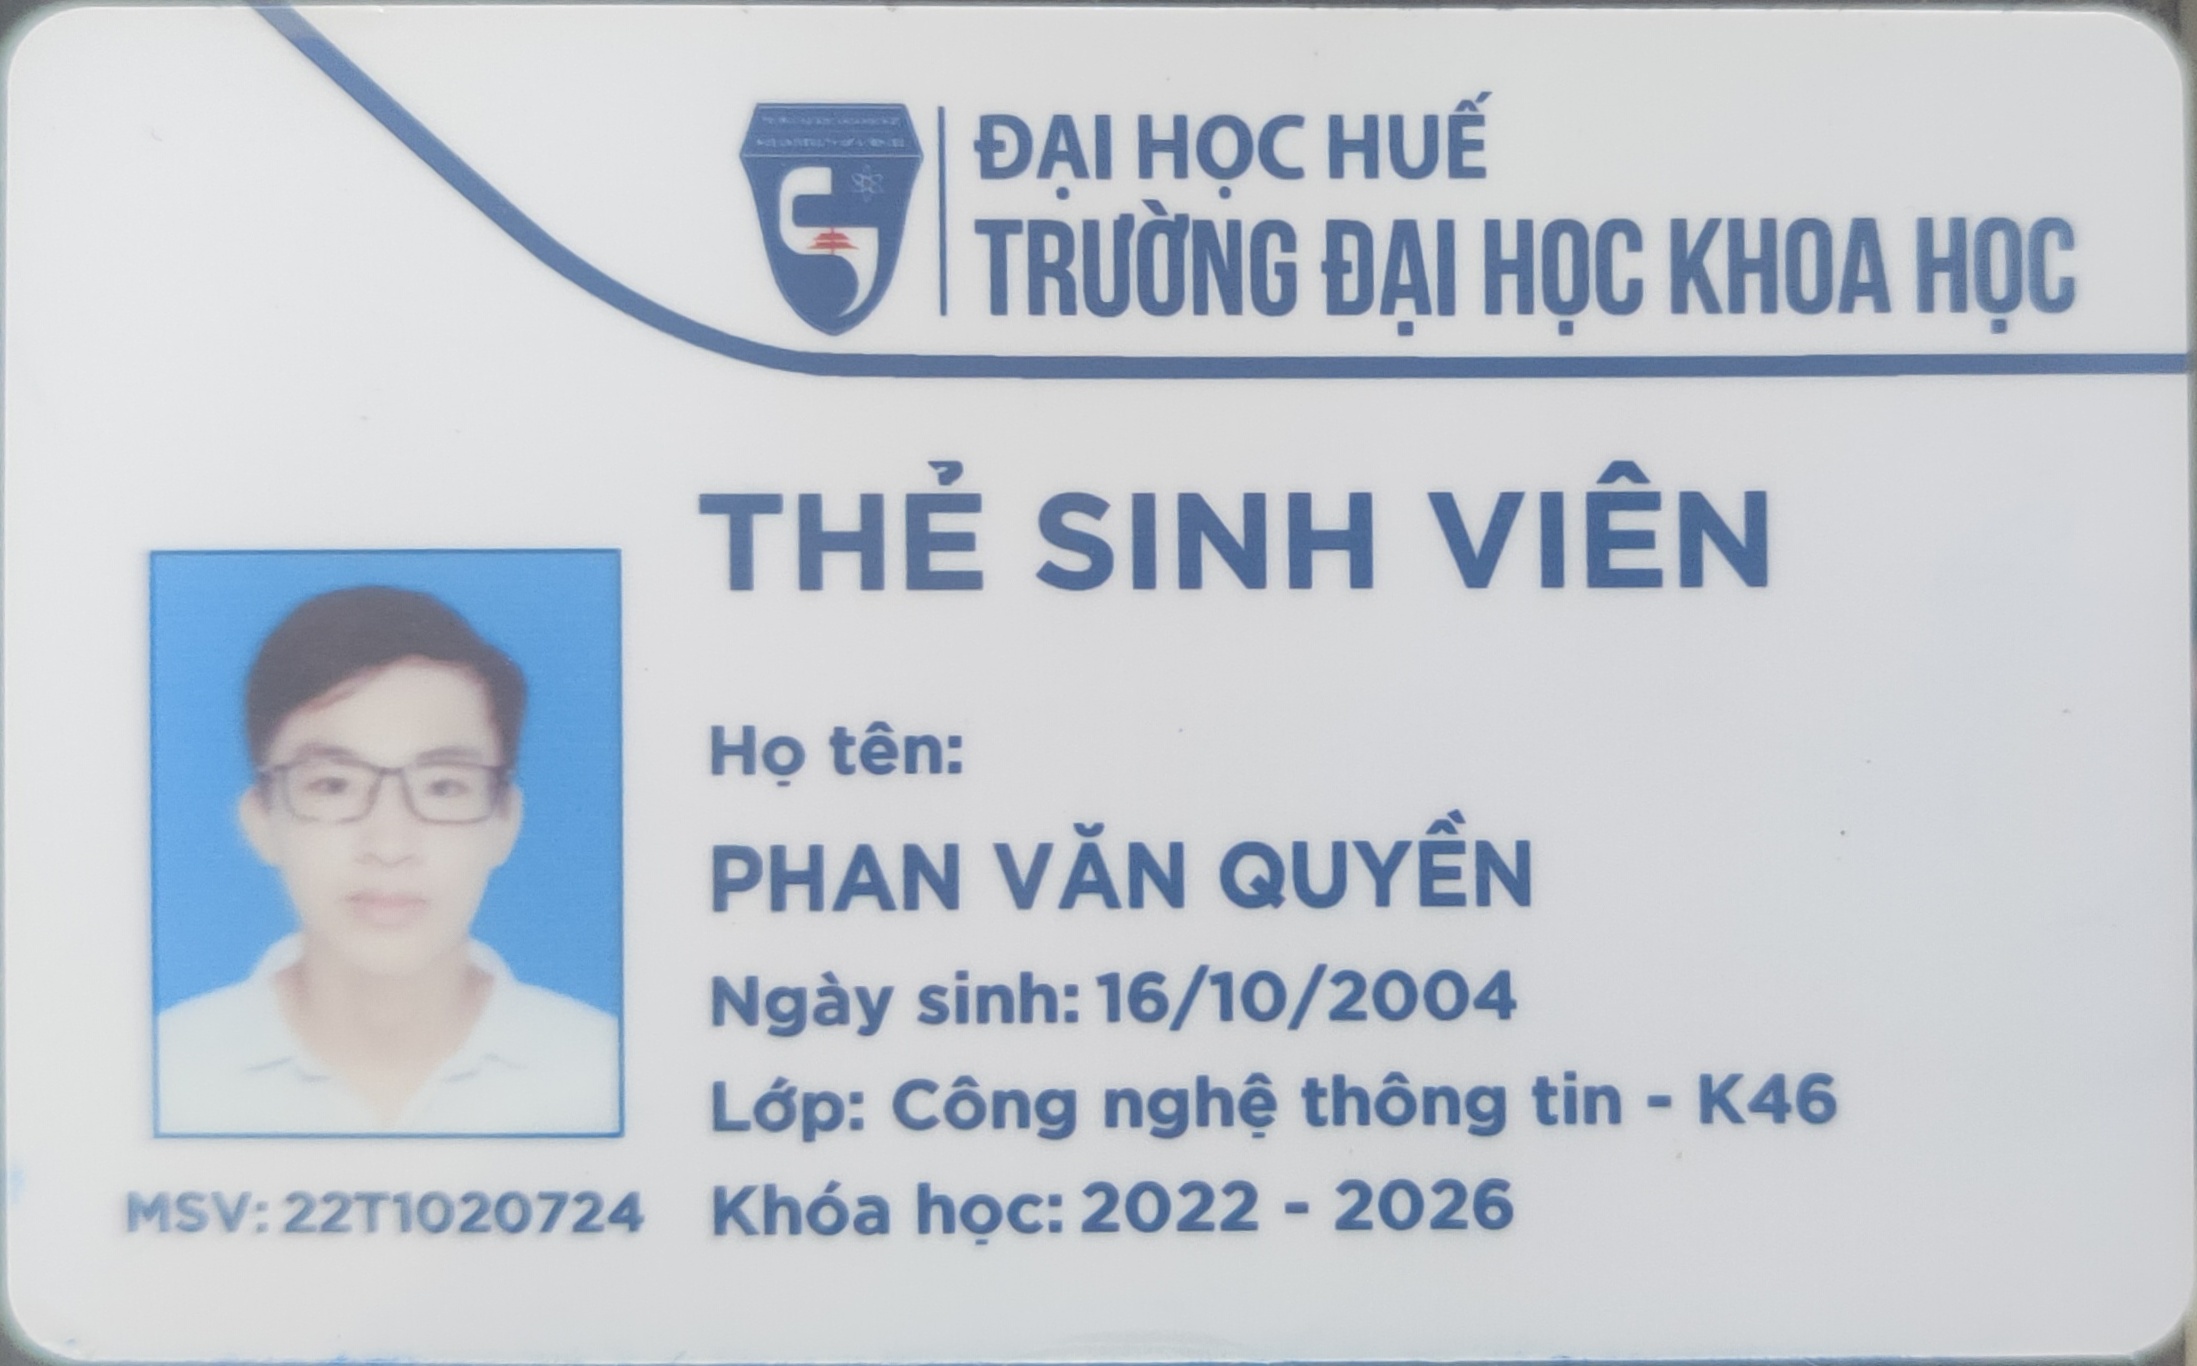 ĐẠI HỌC HUẾ
TRƯỜNG ĐẠI HỌC KHOA HỌC
THẺ SINH VIÊN
Họ tên:
PHAN VĂN QUYỀN
Ngày sinh: 16/10/2004
Lớp: Công nghệ thông tin - K46
Khóa học: 2022 - 2026
MSV: 22T1020724